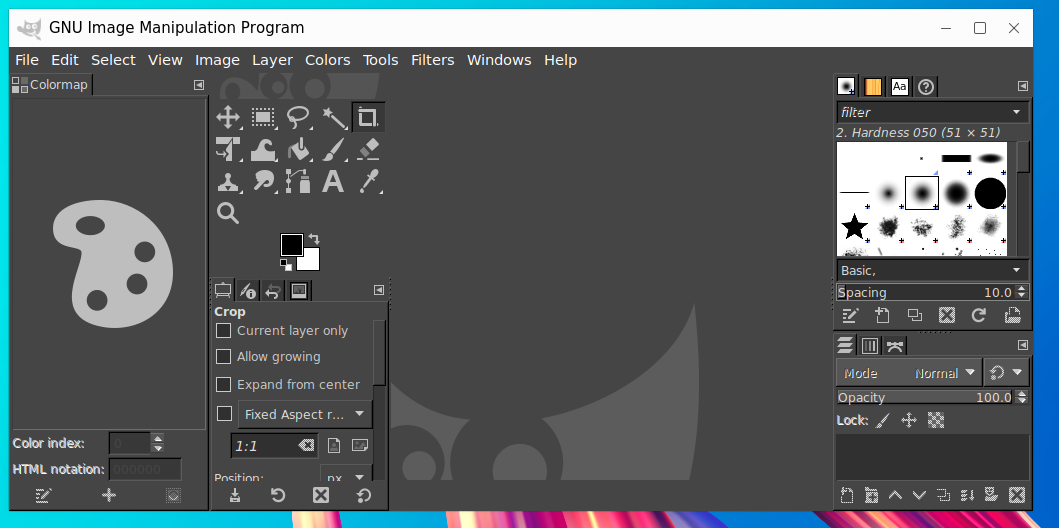 GNU Image Manipulation Program
File Edit Select View Image Layer Colors Tools Filters Windows Help
Colormap
Aa
filter
2. Hardness 050 (51 × 51)
Basic,
Spacing 10.0
Crop
Current layer only
Allow growing
Expand from center
Fixed Aspect r...
1:1
Position: px
Mode Normal
Opacity 100.0
Lock:
Color index: 0
HTML notation: 000000